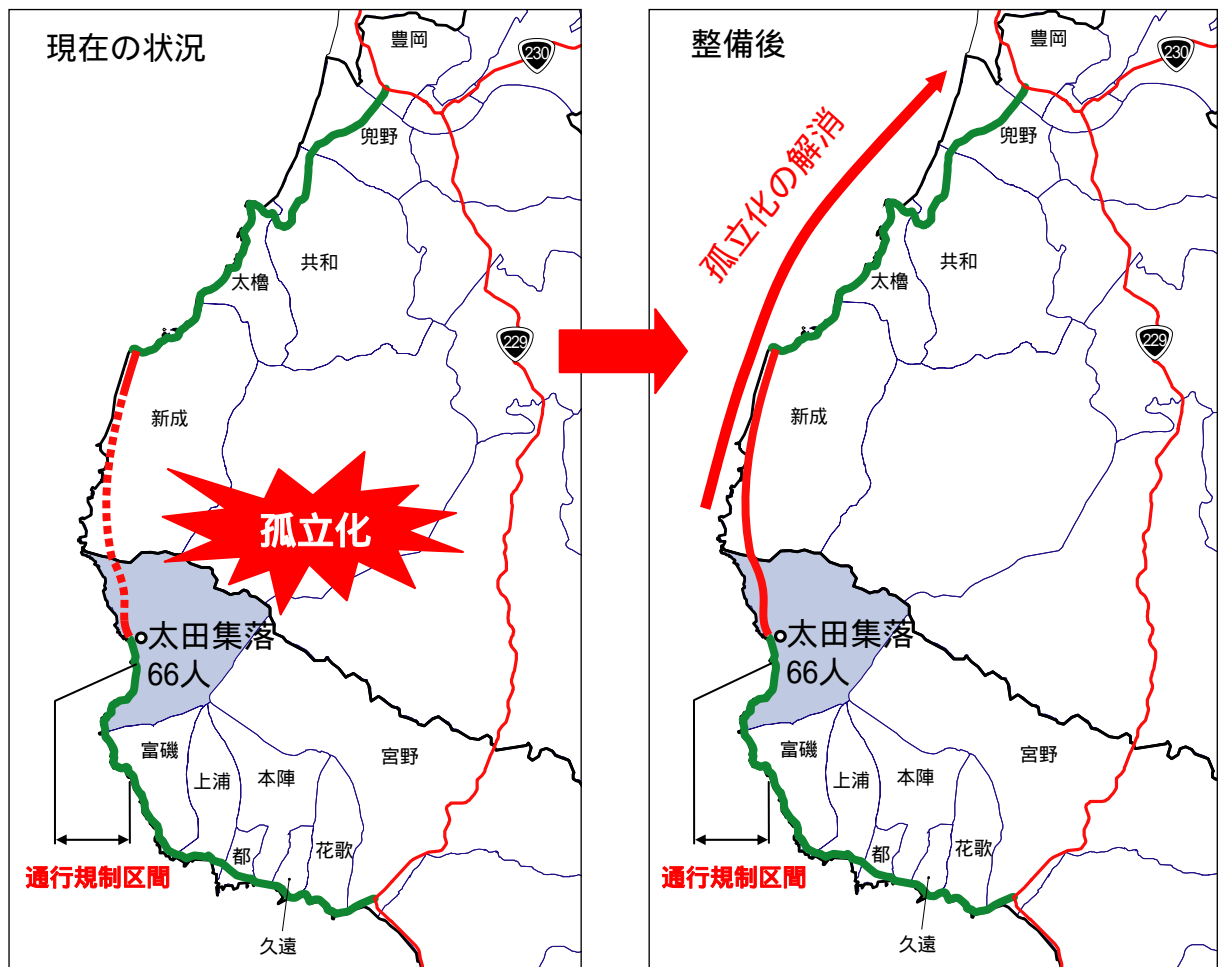 現在の状況
豊岡
230
兜野
共和
太櫓
229
新成
孤立化
太田集落
66人
富磯
宮野
上浦
本陣
都
花歌
通行規制区間
久遠
整備後
豊岡
230
兜野
孤立化の解消
共和
太櫓
229
新成
太田集落
66人
富磯
宮野
上浦
本陣
都
花歌
通行規制区間
久遠